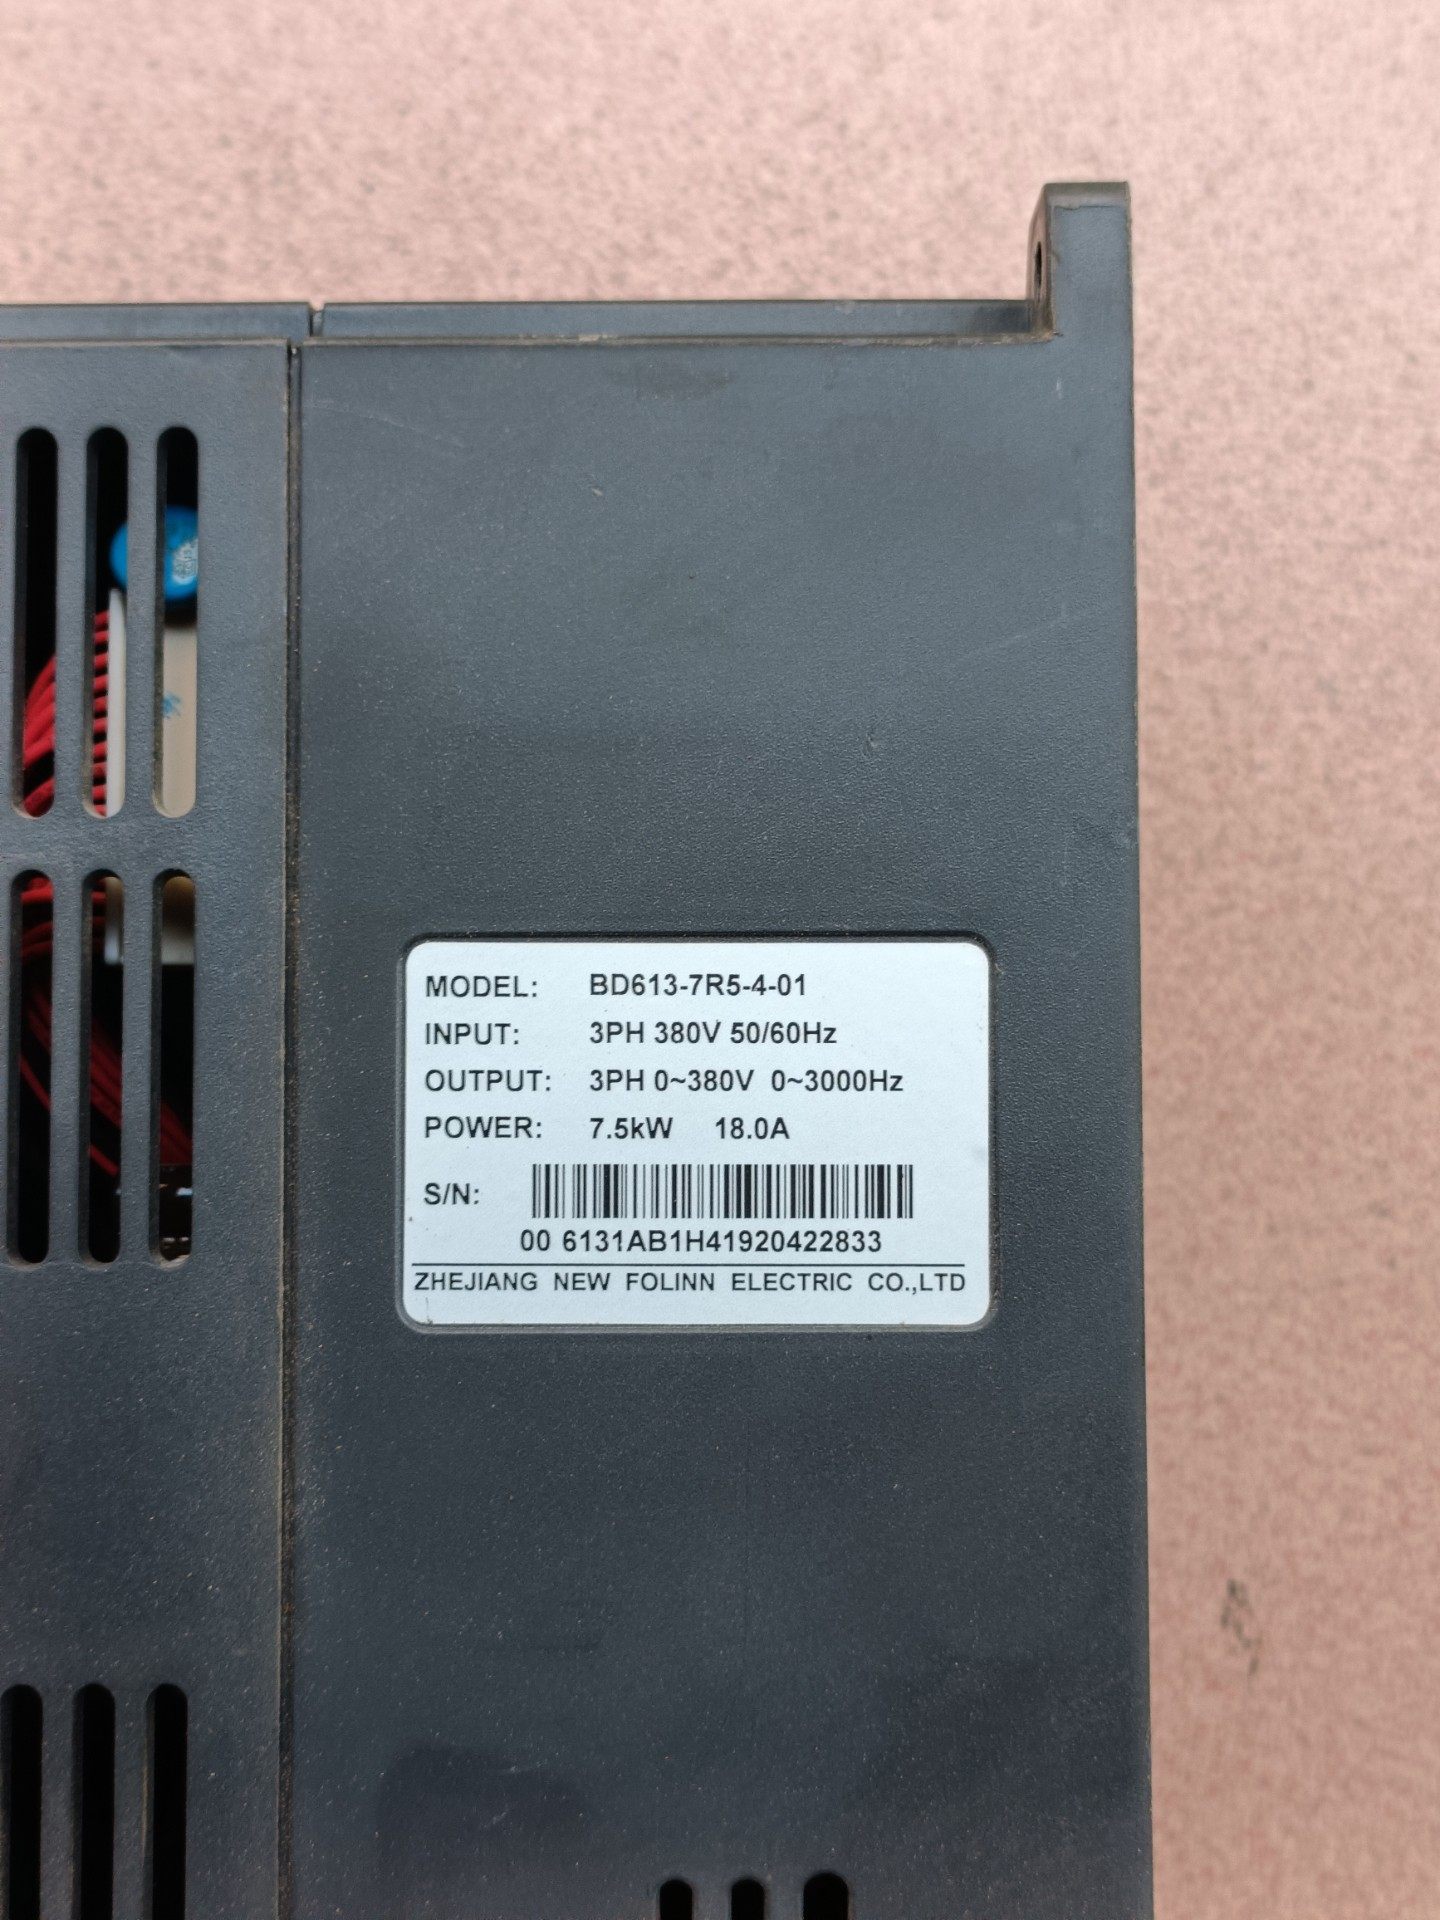 MODEL: BD613-7R5-4-01
INPUT: 3PH 380V 50/60Hz
OUTPUT: 3PH 0~380V 0~3000Hz
POWER: 7.5kW 18.0A
S/N:
00 6131AB1H41920422833
ZHEJIANG NEW FOLINN ELECTRIC CO.,LTD